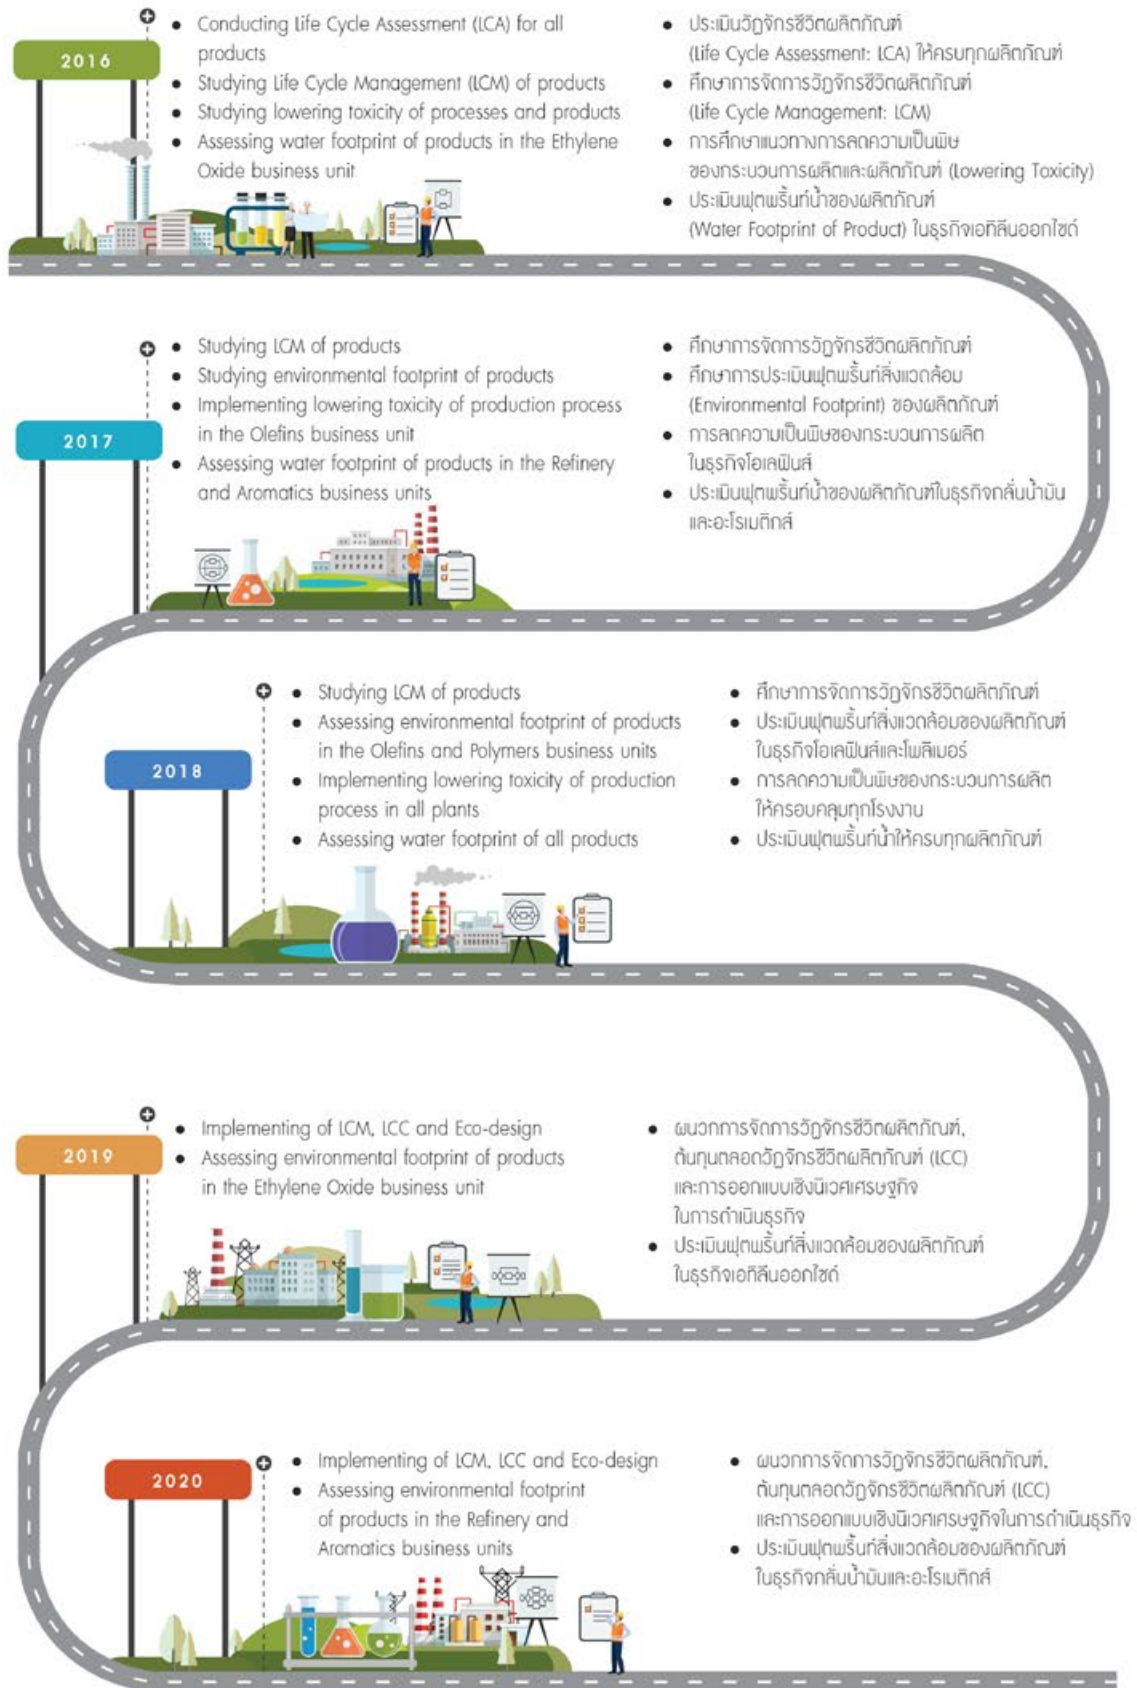 2016
● Conducting Life Cycle Assessment (LCA) for all
products
● Studying Life Cycle Management (LCM) of products
● Studying lowering toxicity of processes and products
● Assessing water footprint of products in the Ethylene
Oxide business unit
● ประเมินวัฏจักรชีวิตผลิตภัณฑ์
(Life Cycle Assessment: LCA) ให้ครบทุกผลิตภัณฑ์
● ศึกษาการจัดการวัฏจักรชีวิตผลิตภัณฑ์
(Life Cycle Management: LCM)
● การศึกษาแนวทางการลดความเป็นพิษ
ของกระบวนการผลิตและผลิตภัณฑ์ (Lowering Toxicity)
● ประเมินฟุตพริ้นท์น้ำของผลิตภัณฑ์
(Water Footprint of Product) ในธุรกิจเอทิลีนออกไซด์
2017
● Studying LCM of products
● Studying environmental footprint of products
● Implementing lowering toxicity of production process
in the Olefins business unit
● Assessing water footprint of products in the Refinery
and Aromatics business units
● ศึกษาการจัดการวัฏจักรชีวิตผลิตภัณฑ์
● ศึกษาการประเมินฟุตพริ้นท์สิ่งแวดล้อม
(Environmental Footprint) ของผลิตภัณฑ์
● การลดความเป็นพิษของกระบวนการผลิต
ในธุรกิจโอเลฟินส์
● ประเมินฟุตพริ้นท์น้ำของผลิตภัณฑ์ในธุรกิจกลั่นน้ำมัน
และอะโรเมติกส์
2018
● Studying LCM of products
● Assessing environmental footprint of products
in the Olefins and Polymers business units
● Implementing lowering toxicity of production
process in all plants
● Assessing water footprint of all products
● ศึกษาการจัดการวัฏจักรชีวิตผลิตภัณฑ์
● ประเมินฟุตพริ้นท์สิ่งแวดล้อมของผลิตภัณฑ์
ในธุรกิจโอเลฟินส์และโพลิเมอร์
● การลดความเป็นพิษของกระบวนการผลิต
ให้ครอบคลุมทุกโรงงาน
● ประเมินฟุตพริ้นท์น้ำให้ครบทุกผลิตภัณฑ์
2019
● Implementing of LCM, LCC and Eco-design
● Assessing environmental footprint of products
in the Ethylene Oxide business unit
● ผนวกการจัดการวัฏจักรชีวิตผลิตภัณฑ์,
ต้นทุนตลอดวัฏจักรชีวิตผลิตภัณฑ์ (LCC)
และการออกแบบเชิงนิเวศเศรษฐกิจ
ในการดำเนินธุรกิจ
● ประเมินฟุตพริ้นท์สิ่งแวดล้อมของผลิตภัณฑ์
ในธุรกิจเอทิลีนออกไซด์
2020
● Implementing of LCM, LCC and Eco-design
● Assessing environmental footprint
of products in the Refinery and
Aromatics business units
● ผนวกการจัดการวัฏจักรชีวิตผลิตภัณฑ์,
ต้นทุนตลอดวัฏจักรชีวิตผลิตภัณฑ์ (LCC)
และการออกแบบเชิงนิเวศเศรษฐกิจในการดำเนินธุรกิจ
● ประเมินฟุตพริ้นท์สิ่งแวดล้อมของผลิตภัณฑ์
ในธุรกิจกลั่นน้ำมันและอะโรเมติกส์